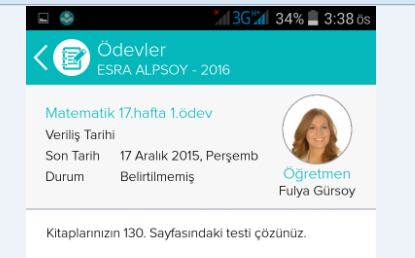 3G 34% 3:38 ös
Ödevler
ESRA ALPSOY - 2016
Matematik 17.hafta 1.ödev
Veriliş Tarihi
Son Tarih 17 Aralık 2015, Perşemb
Durum Belirtilmemiş
Öğretmen
Fulya Gürsoy
Kitaplarınızın 130. Sayfasındaki testi çözünüz.